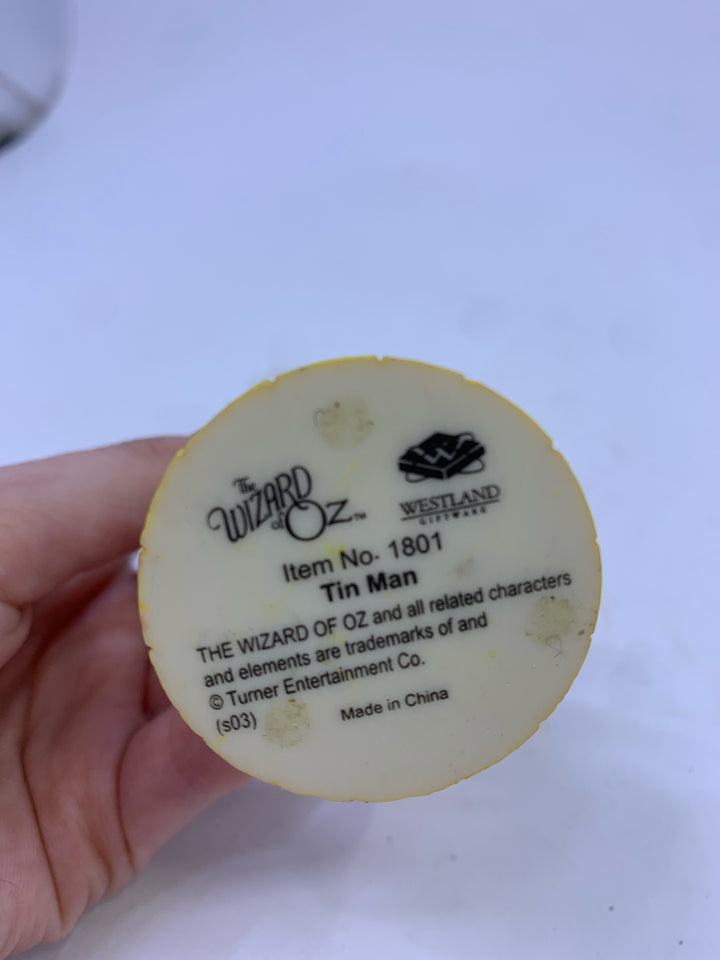 The
WIZARD
of OZ™
W
WESTLAND
GIFTWARE
Item No. 1801
Tin Man
THE WIZARD OF OZ and all related characters
and elements are trademarks of and
© Turner Entertainment Co.
(s03)
Made in China